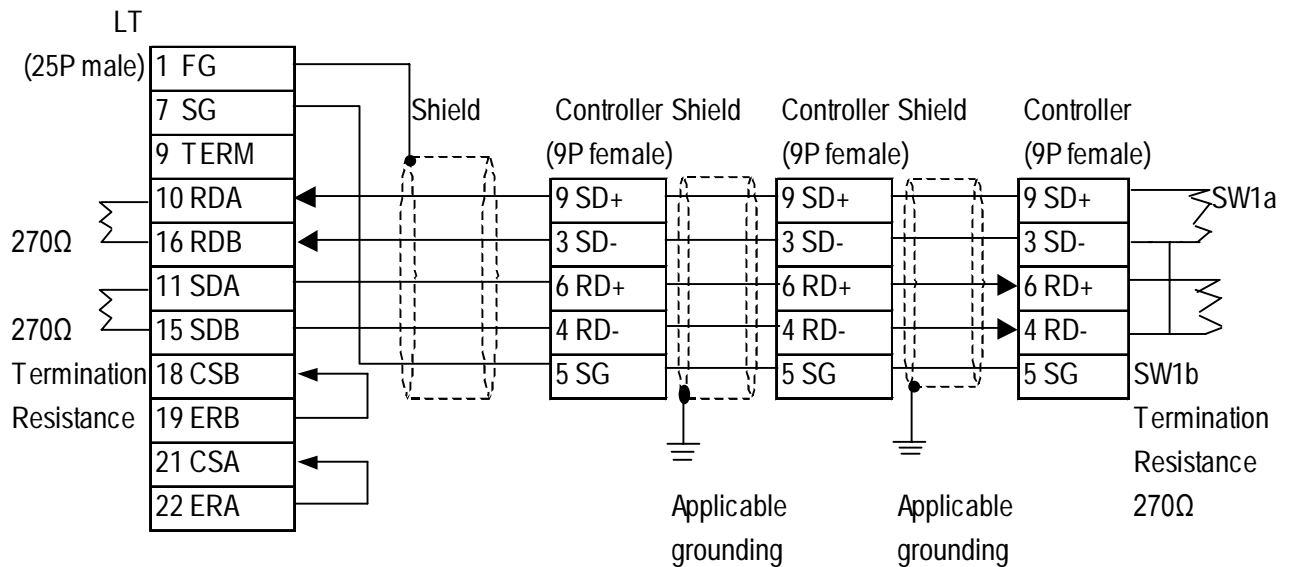 LT
(25P male)
1 FG
7 SG
9 TERM
10 RDA
16 RDB
11 SDA
15 SDB
18 CSB
19 ERB
21 CSA
22 ERA
270Ω
270Ω
Termination
Resistance
Shield
Controller Shield
(9P female)
9 SD+
3 SD-
6 RD+
4 RD-
5 SG
Applicable
grounding
Controller Shield
(9P female)
9 SD+
3 SD-
6 RD+
4 RD-
5 SG
Applicable
grounding
Controller
(9P female)
9 SD+
3 SD-
6 RD+
4 RD-
5 SG
SW1a
SW1b
Termination
Resistance
270Ω